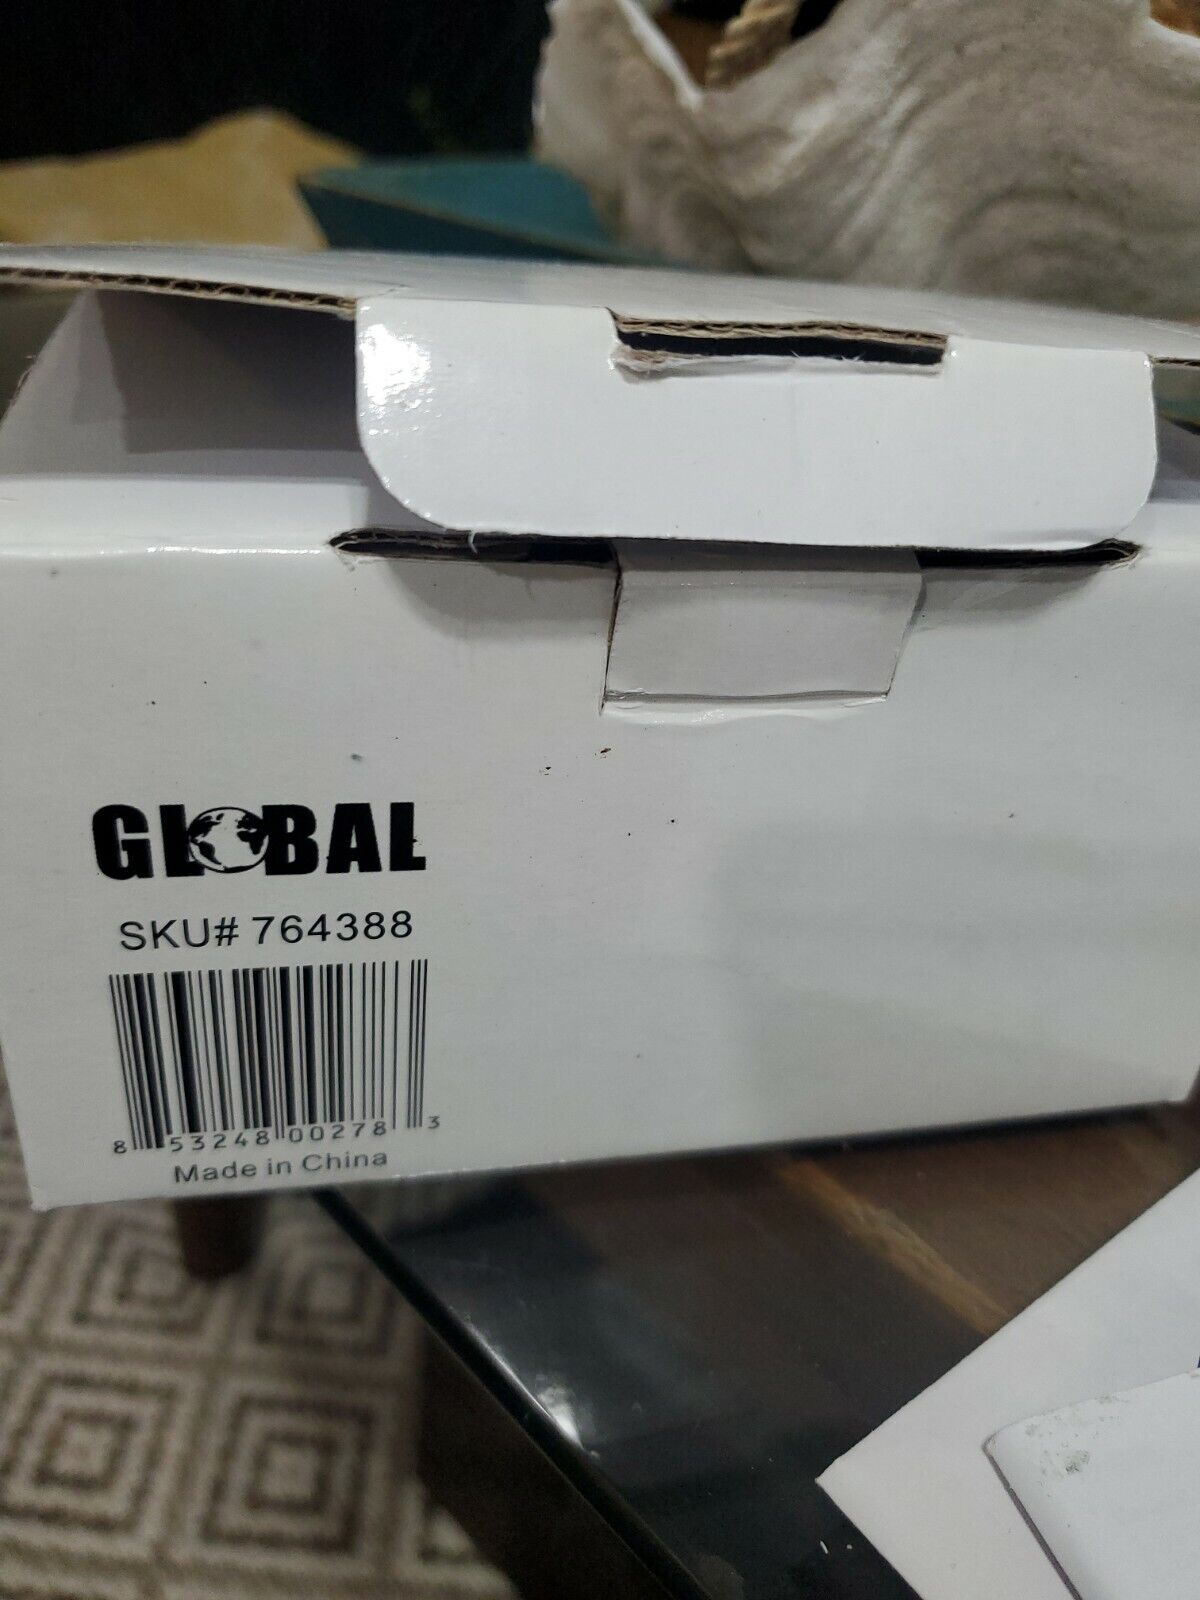 GLOBAL
SKU# 764388
8 53248 00278 3
Made in China